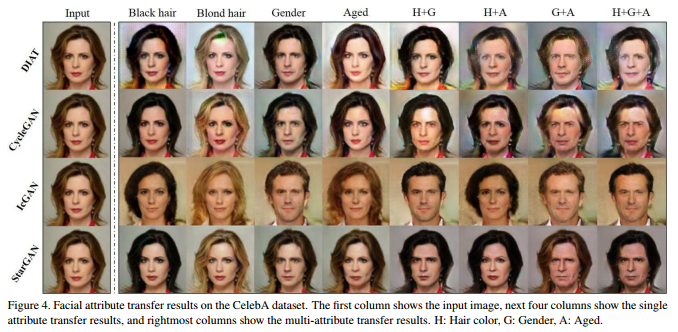 Input Black hair Blond hair Gender Aged H+G H+A G+A H+G+A
DIAT
CycleGAN
IcGAN
StarGAN
Figure 4. Facial attribute transfer results on the CelebA dataset. The first column shows the input image, next four columns show the single
attribute transfer results, and rightmost columns show the multi-attribute transfer results. H: Hair color, G: Gender, A: Aged.